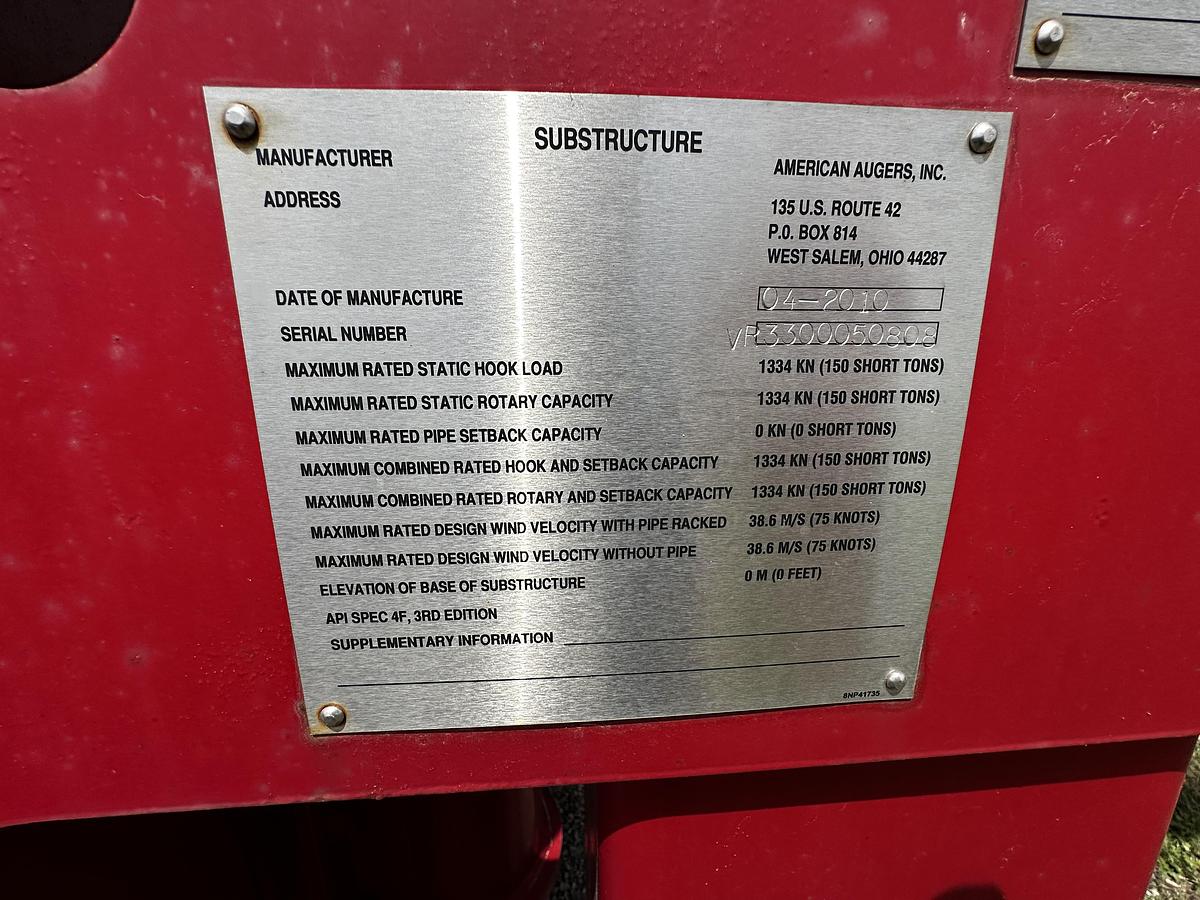 SUBSTRUCTURE
MANUFACTURER AMERICAN AUGERS, INC.
ADDRESS 135 U.S. ROUTE 42
P.O. BOX 814
WEST SALEM, OHIO 44287
DATE OF MANUFACTURE 04-2010
SERIAL NUMBER VR3300050808
MAXIMUM RATED STATIC HOOK LOAD 1334 KN (150 SHORT TONS)
MAXIMUM RATED STATIC ROTARY CAPACITY 1334 KN (150 SHORT TONS)
MAXIMUM RATED PIPE SETBACK CAPACITY 0 KN (0 SHORT TONS)
MAXIMUM COMBINED RATED HOOK AND SETBACK CAPACITY 1334 KN (150 SHORT TONS)
MAXIMUM COMBINED RATED ROTARY AND SETBACK CAPACITY 1334 KN (150 SHORT TONS)
MAXIMUM RATED DESIGN WIND VELOCITY WITH PIPE RACKED 38.6 M/S (75 KNOTS)
MAXIMUM RATED DESIGN WIND VELOCITY WITHOUT PIPE 38.6 M/S (75 KNOTS)
ELEVATION OF BASE OF SUBSTRUCTURE 0 M (0 FEET)
API SPEC 4F, 3RD EDITION
SUPPLEMENTARY INFORMATION
8NP41735